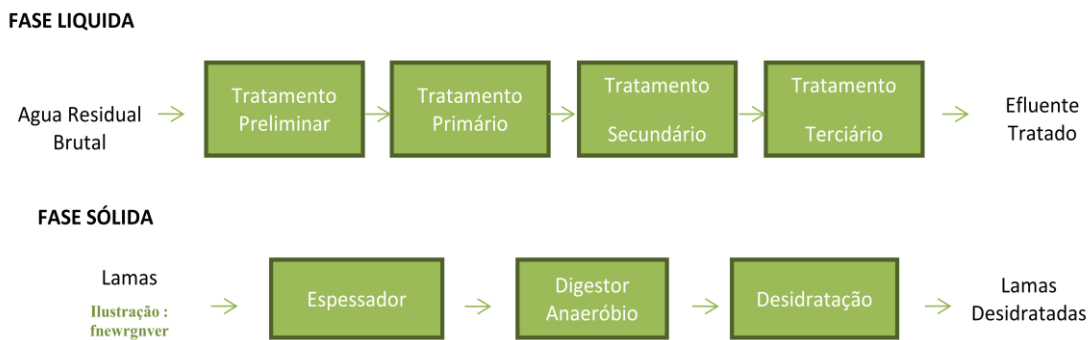 FASE LIQUIDA
Agua Residual
Brutal
Tratamento
Preliminar
Tratamento
Primário
Tratamento
Secundário
Tratamento
Terciário
Efluente
Tratado
FASE SÓLIDA
Lamas
Ilustração :
fnewrgnver
Espessador
Digestor
Anaeróbio
Desidratação
Lamas
Desidratadas